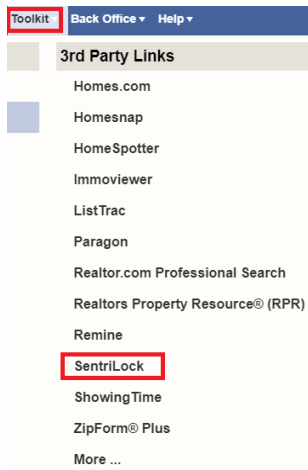 Toolkit Back Office Help
3rd Party Links
Homes.com
Homesnap
HomeSpotter
Immoviewer
ListTrac
Paragon
Realtor.com Professional Search
Realtors Property Resource® (RPR)
Remine
SentriLock
ShowingTime
ZipForm® Plus
More ...